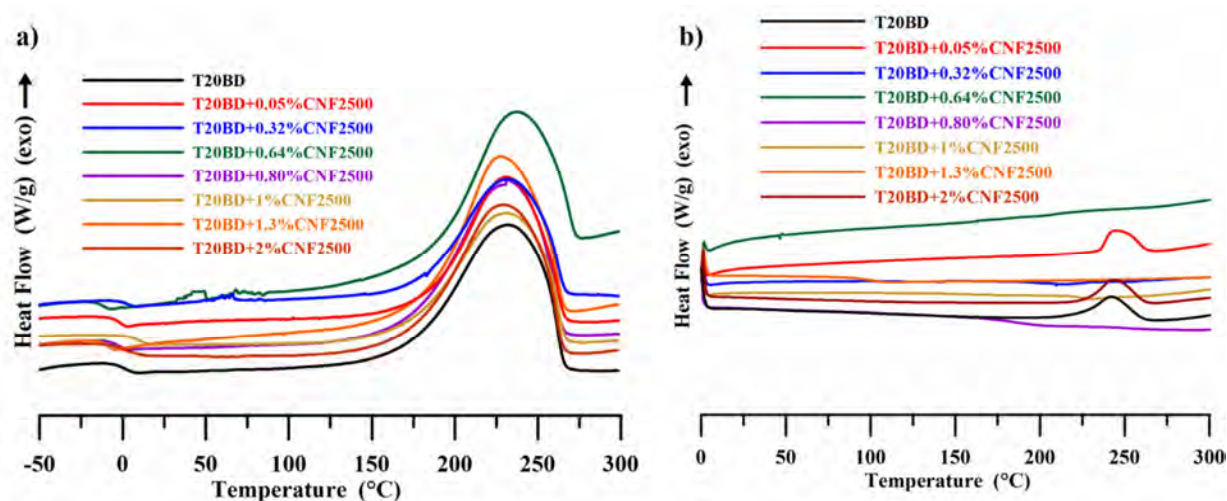 a)
T20BD
T20BD+0.05%CNF2500
T20BD+0.32%CNF2500
T20BD+0.64%CNF2500
T20BD+0.80%CNF2500
T20BD+1%CNF2500
T20BD+1.3%CNF2500
T20BD+2%CNF2500
Heat Flow (W/g) (exo)
-50 0 50 100 150 200 250 300
Temperature (°C)
b)
T20BD
T20BD+0.05%CNF2500
T20BD+0.32%CNF2500
T20BD+0.64%CNF2500
T20BD+0.80%CNF2500
T20BD+1%CNF2500
T20BD+1.3%CNF2500
T20BD+2%CNF2500
Heat Flow (W/g) (exo)
0 50 100 150 200 250 300
Temperature (°C)